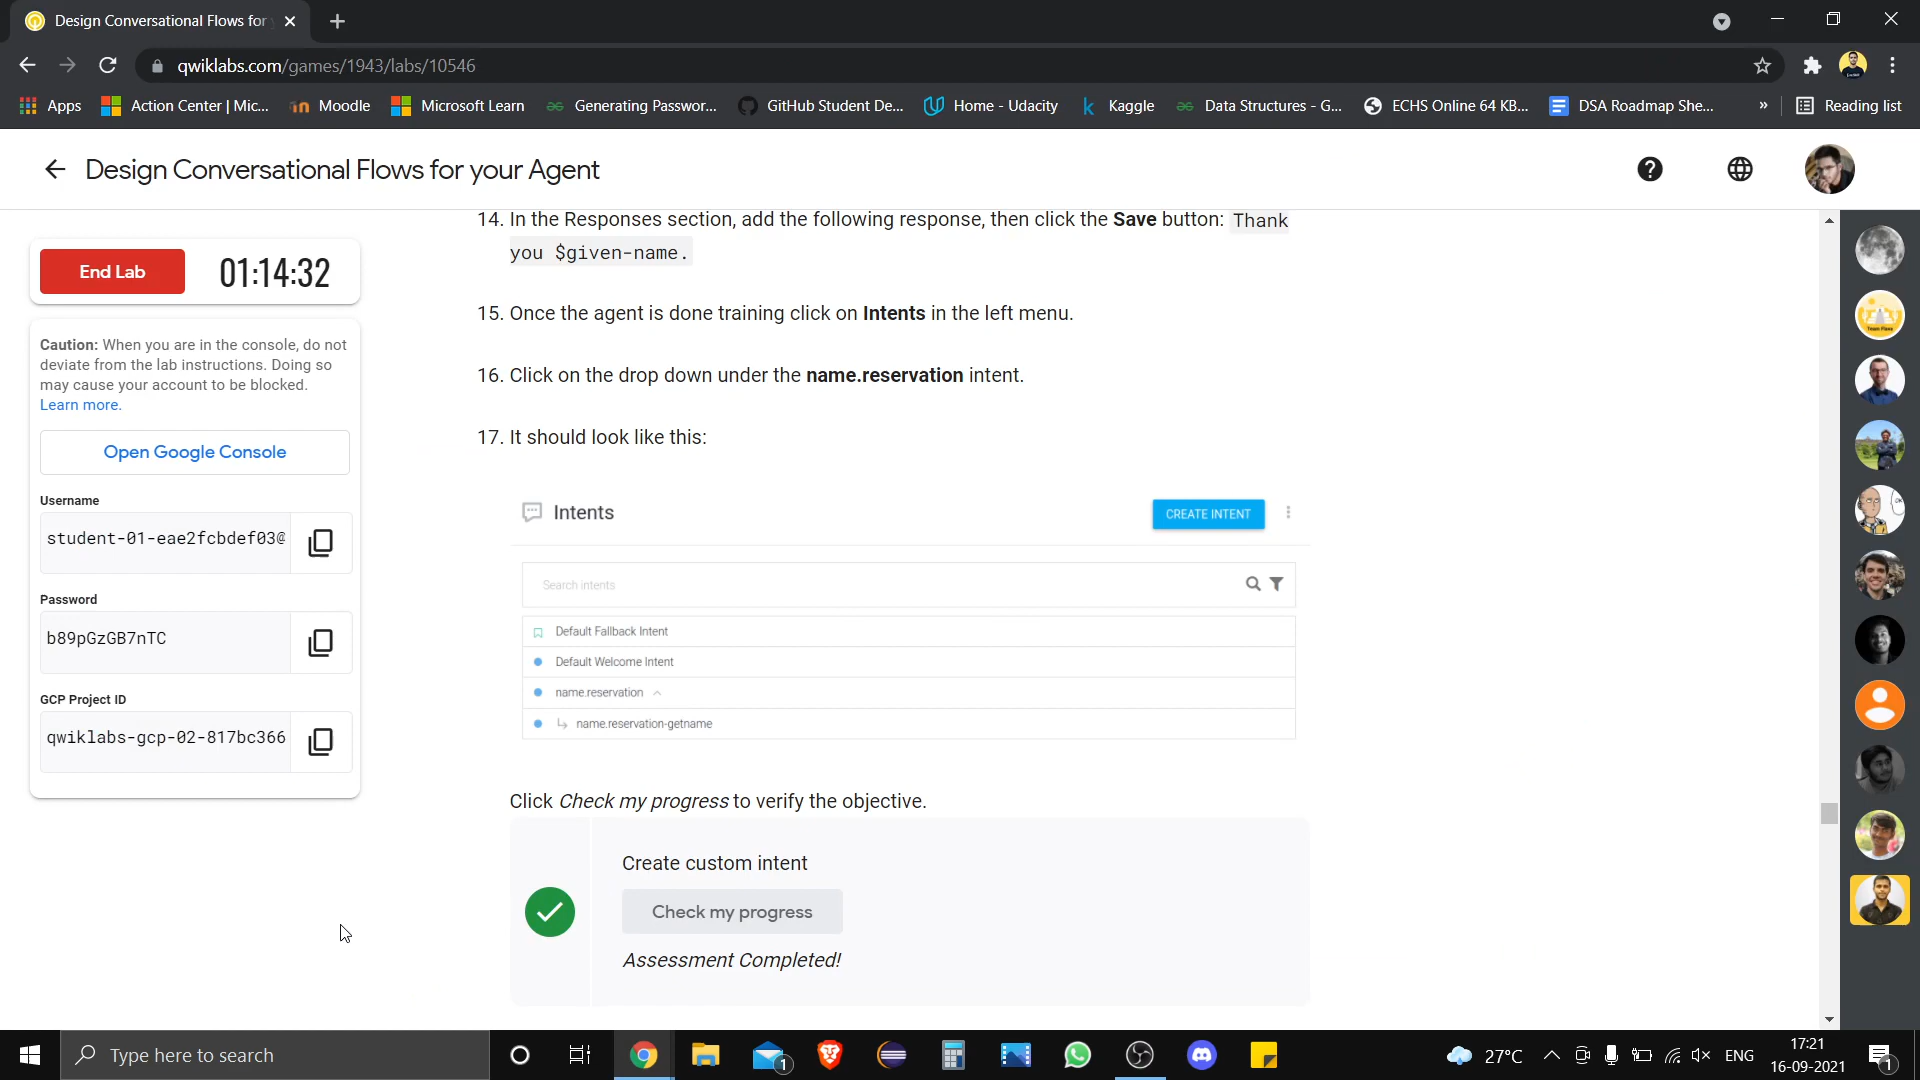 Design Conversational Flows for
qwiklabs.com/games/1943/labs/10546
Apps
Action Center | Mic...
Moodle
Microsoft Learn
Generating Passwor...
GitHub Student De...
Home - Udacity
Kaggle
Data Structures - G...
ECHS Online 64 KB...
DSA Roadmap She...
»
Reading list
Design Conversational Flows for your Agent
End Lab
01:14:32
Caution: When you are in the console, do not
deviate from the lab instructions. Doing so
may cause your account to be blocked.
Learn more.
Open Google Console
Username
student-01-eae2fcbdef03@
Password
b89pGzGB7nTC
GCP Project ID
qwiklabs-gcp-02-817bc366
14. In the Responses section, add the following response, then click the Save button: Thank
you $given-name.
15. Once the agent is done training click on Intents in the left menu.
16. Click on the drop down under the name.reservation intent.
17. It should look like this:
Intents
CREATE INTENT
Search intents
Default Fallback Intent
Default Welcome Intent
name.reservation
name.reservation-getname
Click Check my progress to verify the objective.
Create custom intent
Check my progress
Assessment Completed!
Type here to search
1
27°C
ENG
17:21
16-09-2021
1